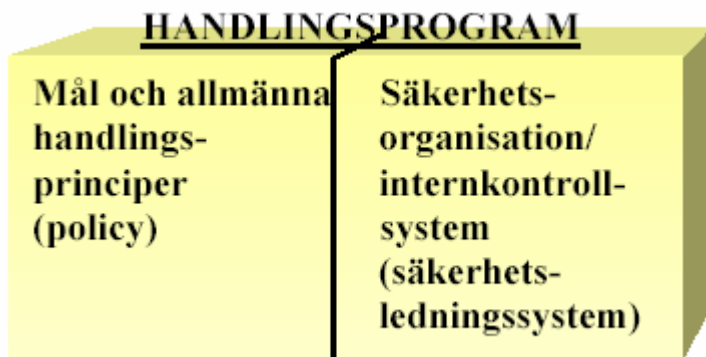 HANDLINGSPROGRAM
Mål och allmänna
handlings-
principer
(policy)
Säkerhets-
organisation/
internkontroll-
system
(säkerhets-
ledningssystem)